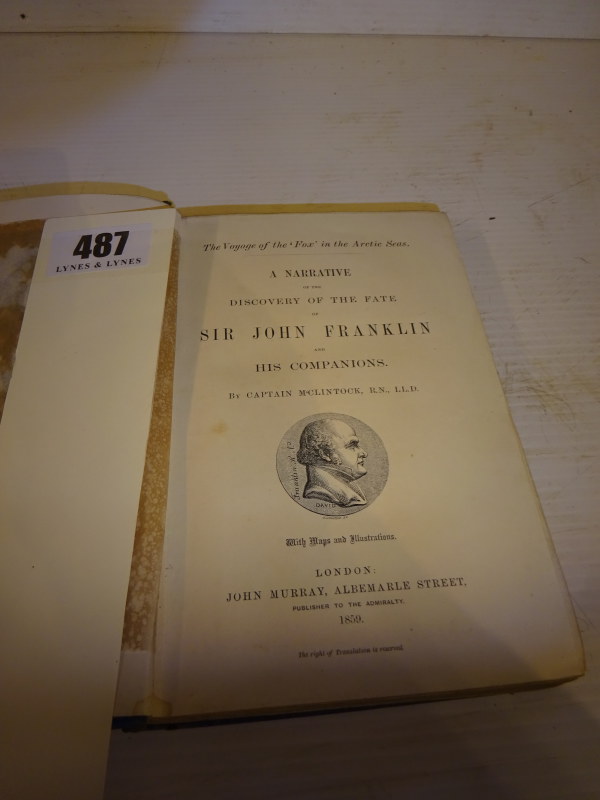 487
LYNES & LYNES
The Voyage of the 'Fox' in the Arctic Seas.
A NARRATIVE
OF THE
DISCOVERY OF THE FATE
OF
SIR JOHN FRANKLIN
AND
HIS COMPANIONS.
By CAPTAIN M'CLINTOCK, R.N., LL.D.
DAVID
With Maps and Illustrations.
LONDON:
JOHN MURRAY, ALBEMARLE STREET,
PUBLISHER TO THE ADMIRALTY.
1859.
The right of Translation is reserved.